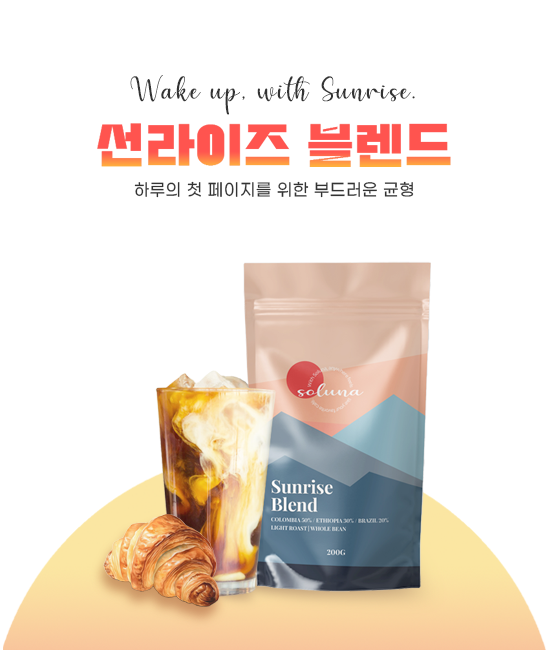 Wake up, with Sunrise.
선라이즈 블렌드
하루의 첫 페이지를 위한 부드러운 균형
soluna
Sunrise
Blend
COLOMBIA 50% / ETHIOPIA 30% / BRAZIL 20%
LIGHT ROAST | WHOLE BEAN
200G